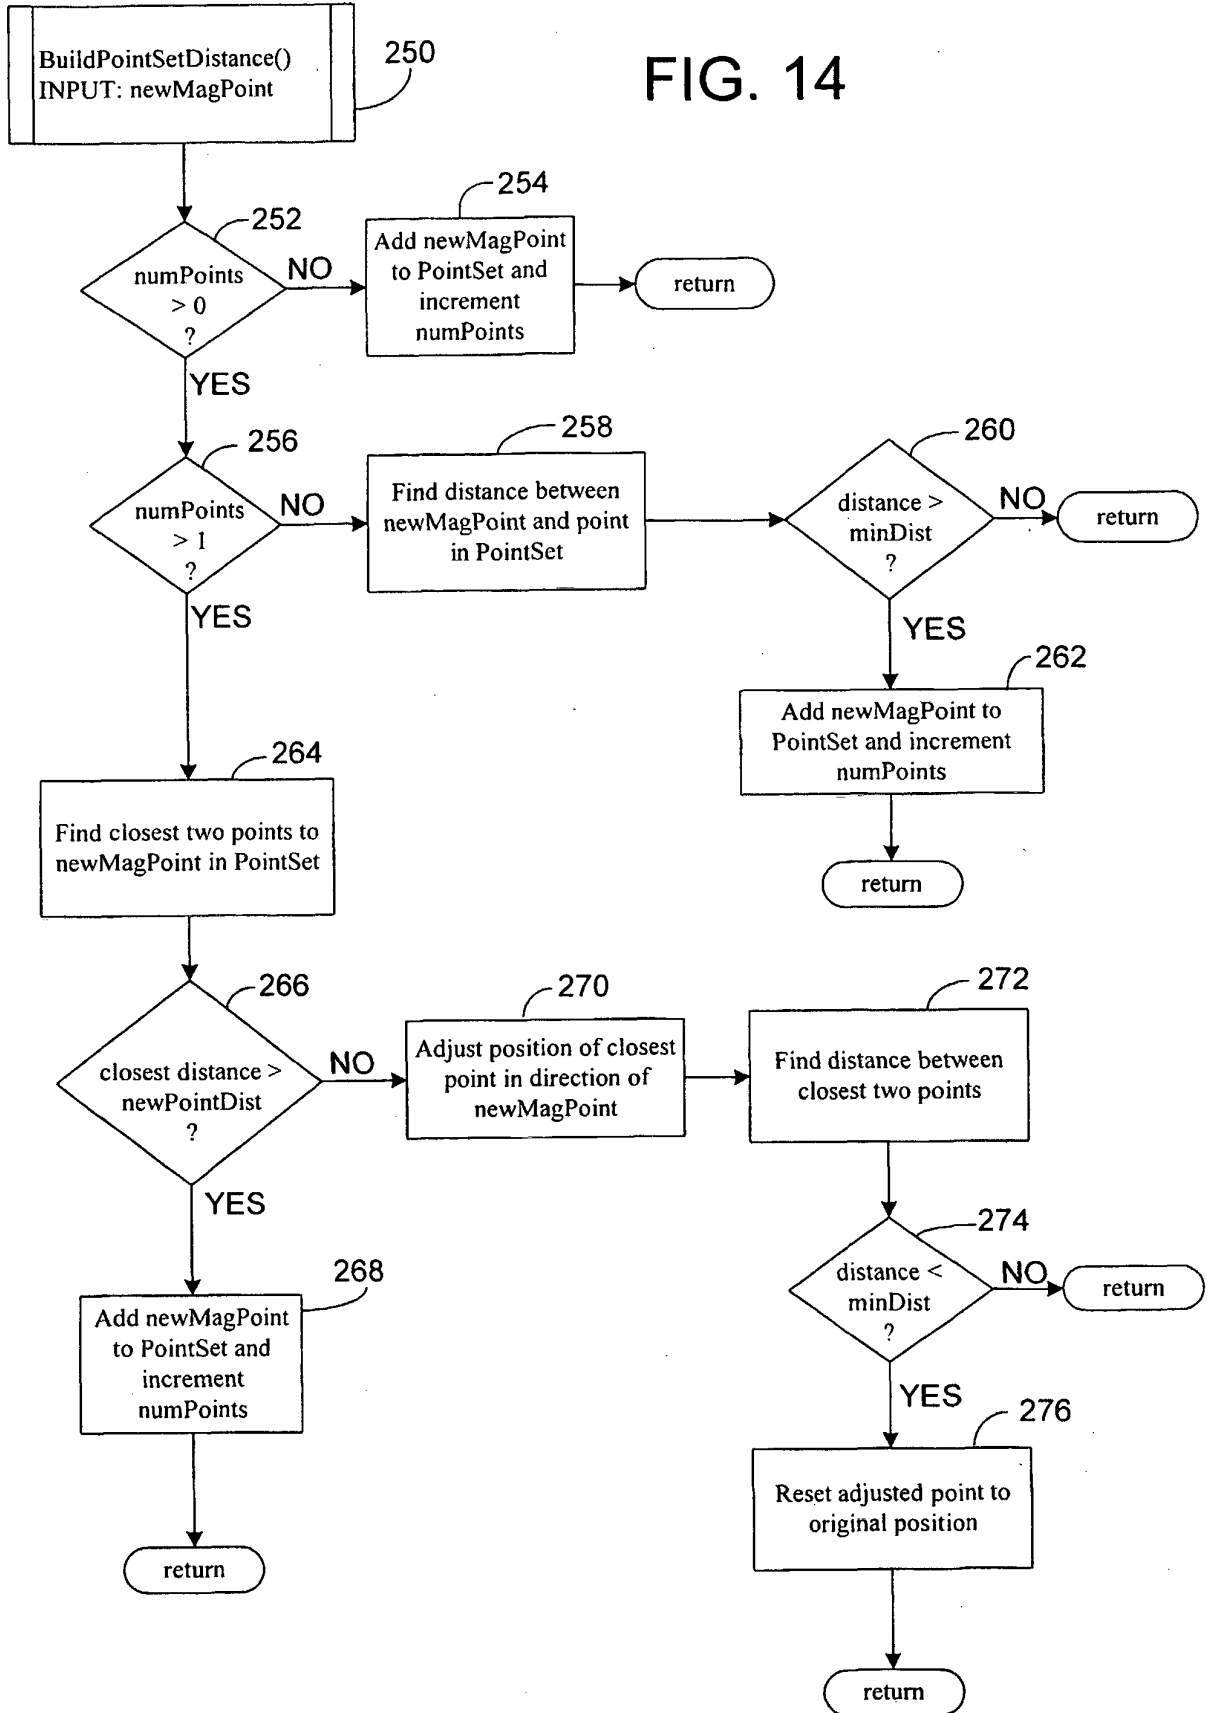 BuildPointSetDistance()
INPUT: newMagPoint
250
FIG. 14
252
numPoints
> 0
?
NO
YES
254
Add newMagPoint
to PointSet and
increment
numPoints
return
256
numPoints
> 1
?
NO
YES
258
Find distance between
newMagPoint and point
in PointSet
260
distance >
minDist
?
NO
return
YES
262
Add newMagPoint to
PointSet and increment
numPoints
return
264
Find closest two points to
newMagPoint in PointSet
266
closest distance >
newPointDist
?
NO
YES
268
Add newMagPoint
to PointSet and
increment
numPoints
return
270
Adjust position of closest
point in direction of
newMagPoint
272
Find distance between
closest two points
274
distance <
minDist
?
NO
return
YES
276
Reset adjusted point to
original position
return